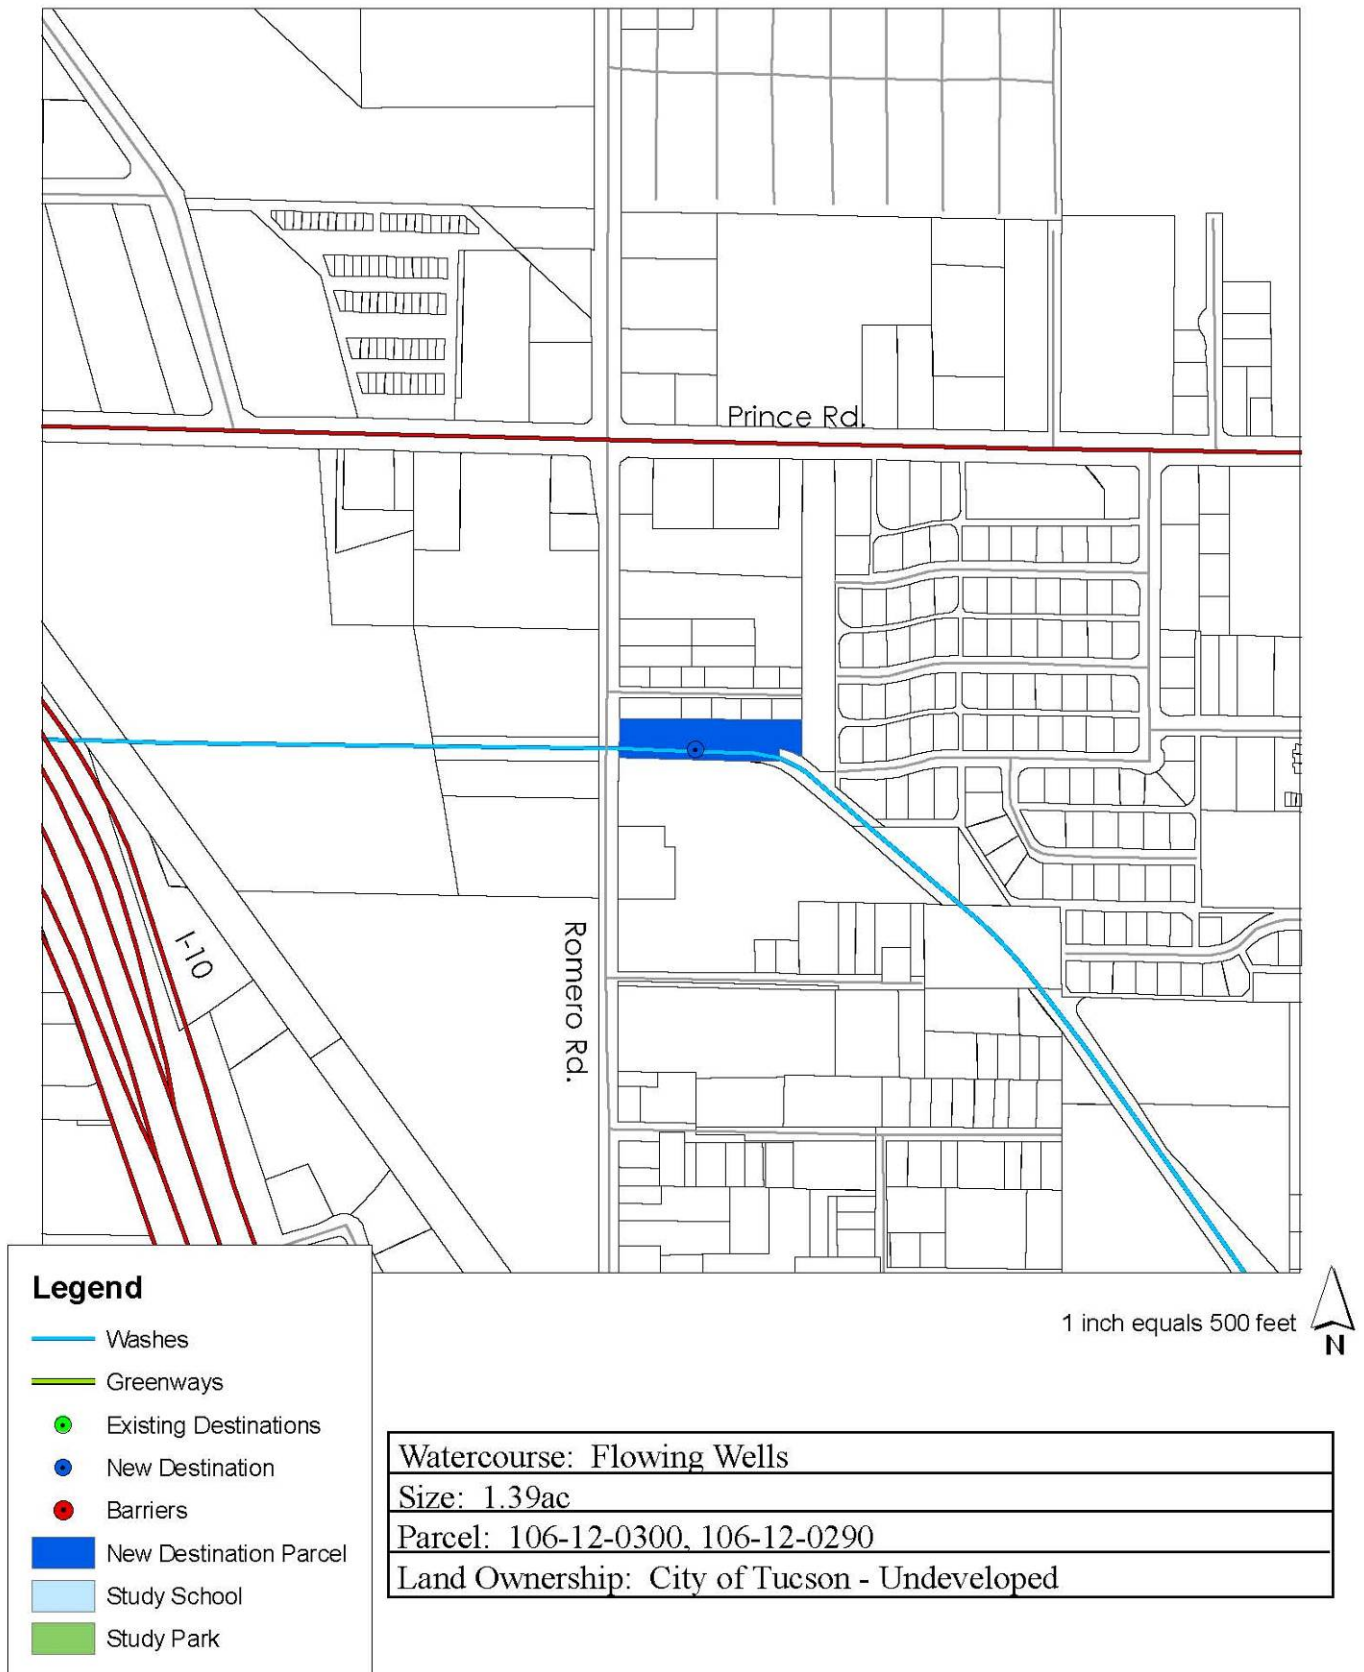 Prince Rd.
I-10
Romero Rd.
1 inch equals 500 feet
N
Legend
Washes
Greenways
Existing Destinations
New Destination
Barriers
New Destination Parcel
Study School
Study Park
Watercourse: Flowing Wells
Size: 1.39ac
Parcel: 106-12-0300, 106-12-0290
Land Ownership: City of Tucson - Undeveloped